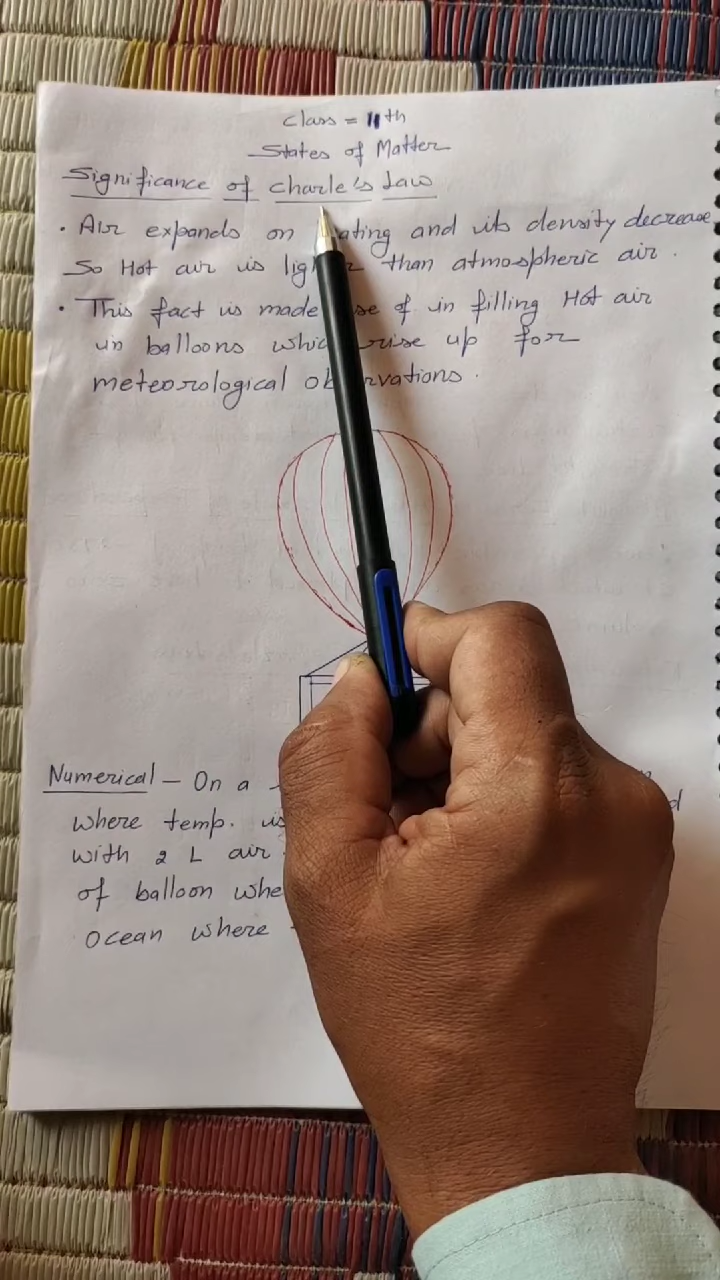 Class = 11th
States of Matter
Significance of Charle's Law
• Air expands on ating and its density decrease
So Hot air is lig r than atmospheric air.
• This fact is made se of in filling Hot air
in balloons whic rise up for
meteorological ob rvations.
Numerical - On a
where temp. is
with 2 L air
of balloon whe
ocean where